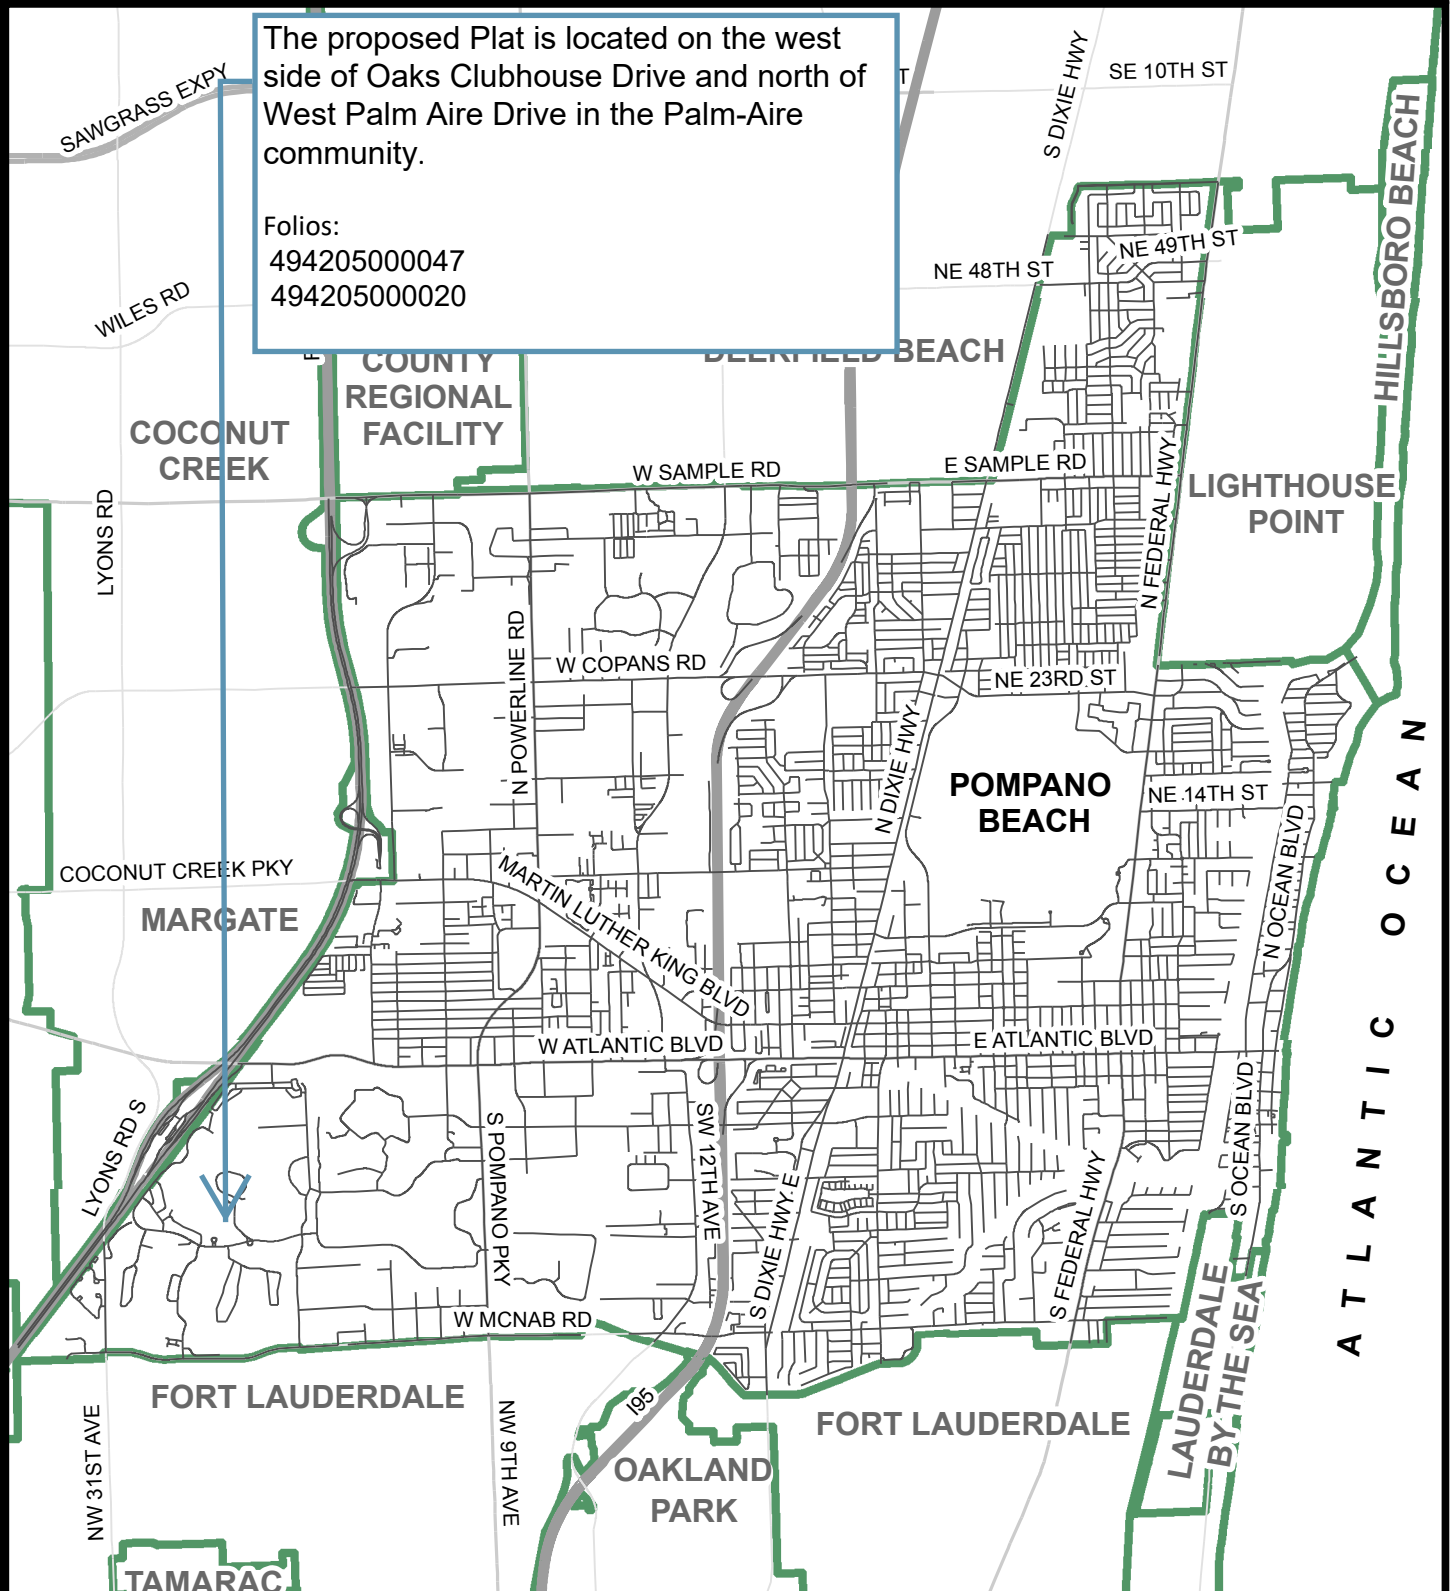 The proposed Plat is located on the west
side of Oaks Clubhouse Drive and north of
West Palm Aire Drive in the Palm-Aire
community.
Folios:
494205000047
494205000020
SAWGRASS EXPY
S DIXIE HWY
SE 10TH ST
T
HILLSBORO BEACH
NE 49TH ST
NE 48TH ST
WILES RD
DEERFIELD BEACH
COUNTY
REGIONAL
FACILITY
COCONUT
CREEK
W SAMPLE RD
E SAMPLE RD
LYONS RD
N FEDERAL HWY
LIGHTHOUSE
POINT
N POWERLINE RD
W COPANS RD
NE 23RD ST
N DIXIE HWY
POMPANO
BEACH
NE 14TH ST
N OCEAN BLVD
ATLANTIC OCEAN
COCONUT CREEK PKY
MARGATE
MARTIN LUTHER KING BLVD
W ATLANTIC BLVD
E ATLANTIC BLVD
LYONS RD S
S POMPANO PKY
SW 12TH AVE
S DIXIE HWY E
S FEDERAL HWY
S OCEAN BLVD
W MCNAB RD
LAUDERDALE
BY THE SEA
FORT LAUDERDALE
I95
FORT LAUDERDALE
NW 31ST AVE
NW 9TH AVE
OAKLAND
PARK
TAMARAC